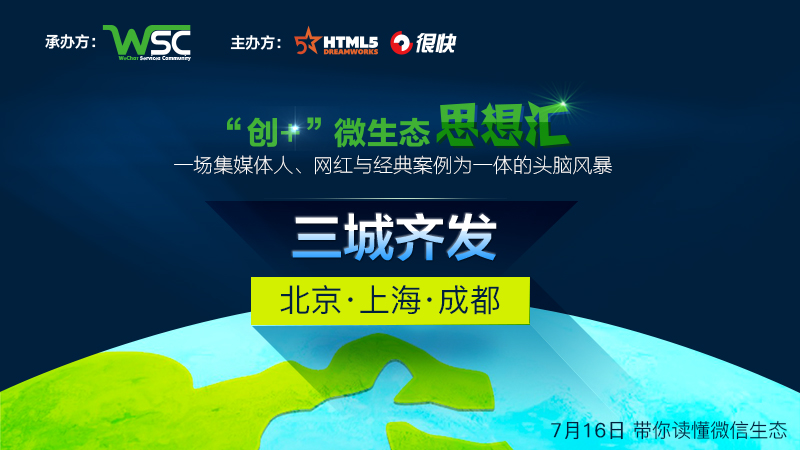 承办方： WSC
WeChat Services Community
主办方： 5 HTML5 很快
DREAMWORKS
“创+”微生态思想汇
一场集媒体人、网红与经典案例为一体的头脑风暴
三城齐发
北京·上海·成都
7月16日 带你读懂微信生态